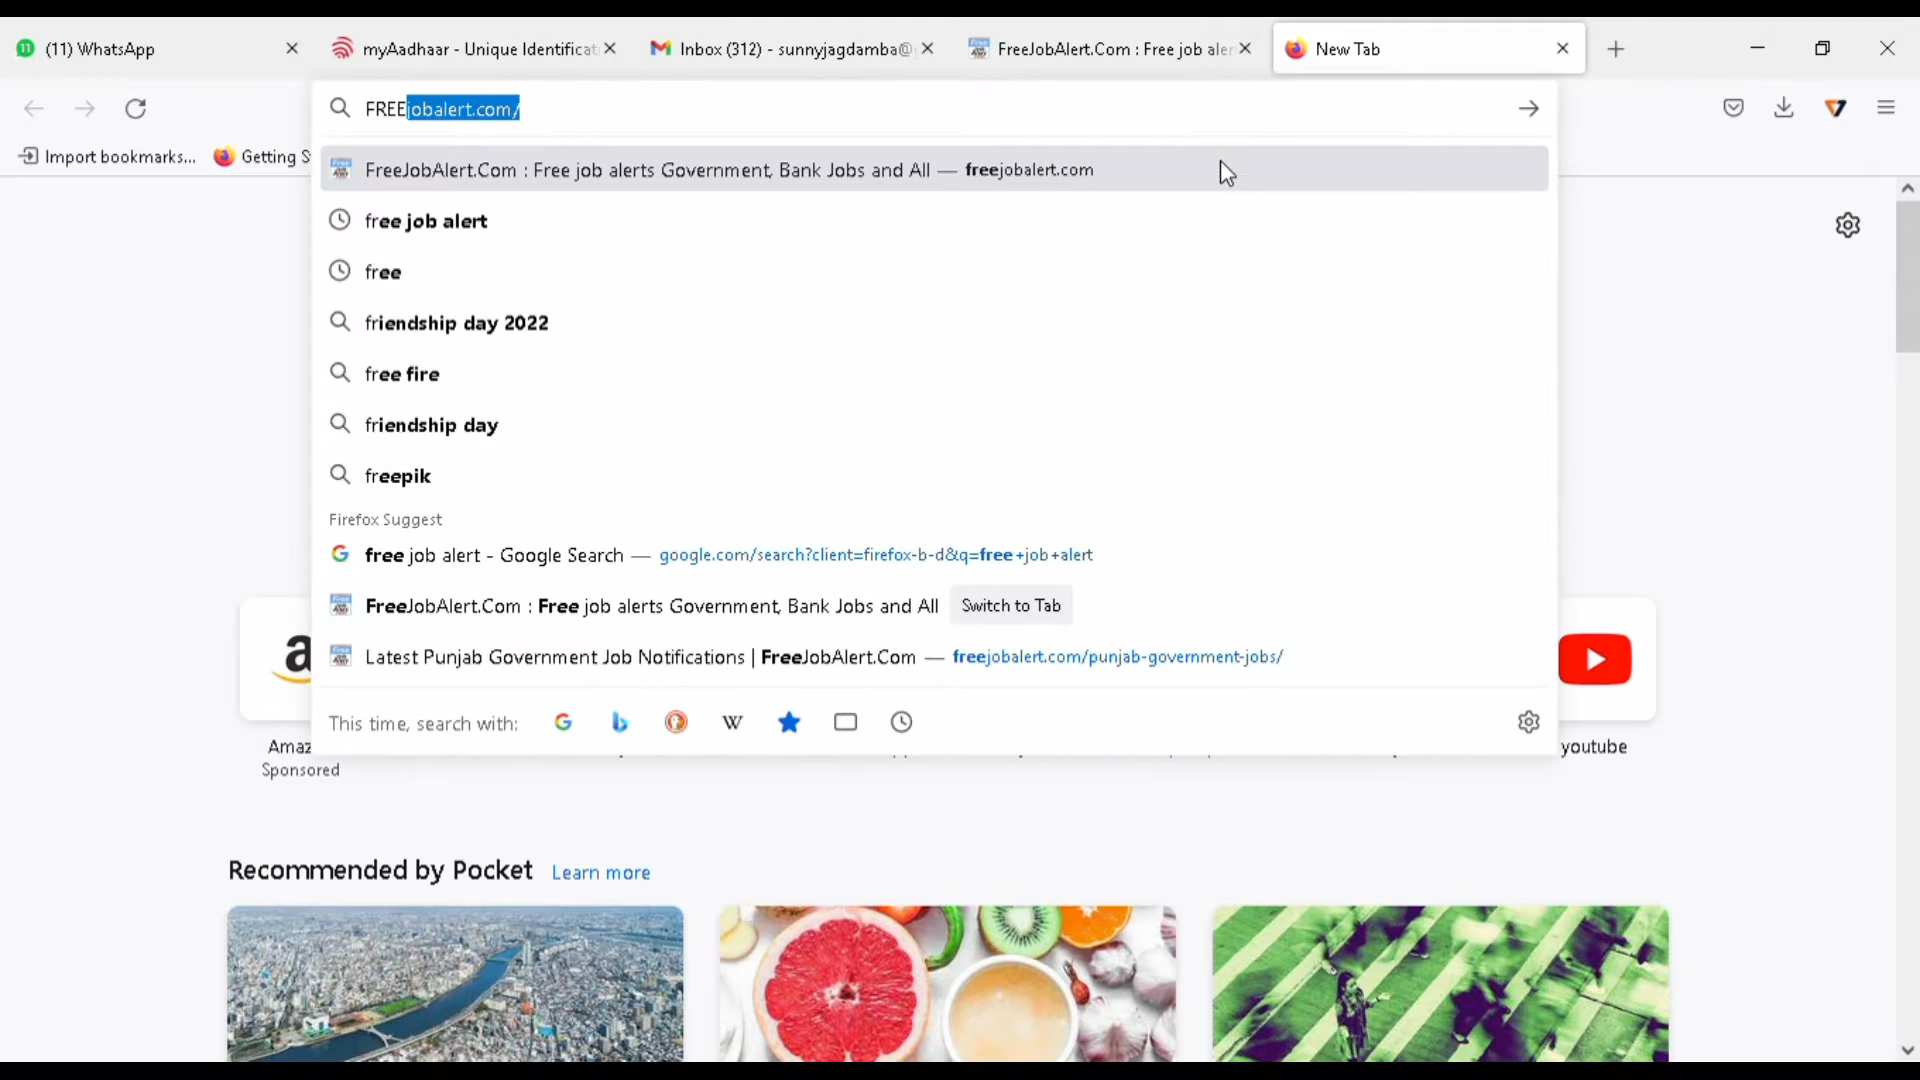 11 (11) WhatsApp
myAadhaar - Unique Identificat
Inbox (312) - sunnyjagdamba@
FreeJobAlert.Com : Free job aler
New Tab
FREEjobalert.com/
Import bookmarks...
Getting S
FreeJobAlert.Com : Free job alerts Government, Bank Jobs and All — freejobalert.com
free job alert
free
friendship day 2022
free fire
friendship day
freepik
Firefox Suggest
free job alert - Google Search — google.com/search?client=firefox-b-d&q=free+job+alert
FreeJobAlert.Com : Free job alerts Government, Bank Jobs and All Switch to Tab
Latest Punjab Government Job Notifications | FreeJobAlert.Com — freejobalert.com/punjab-government-jobs/
This time, search with:
a
Amaz
Sponsored
youtube
Recommended by Pocket Learn more